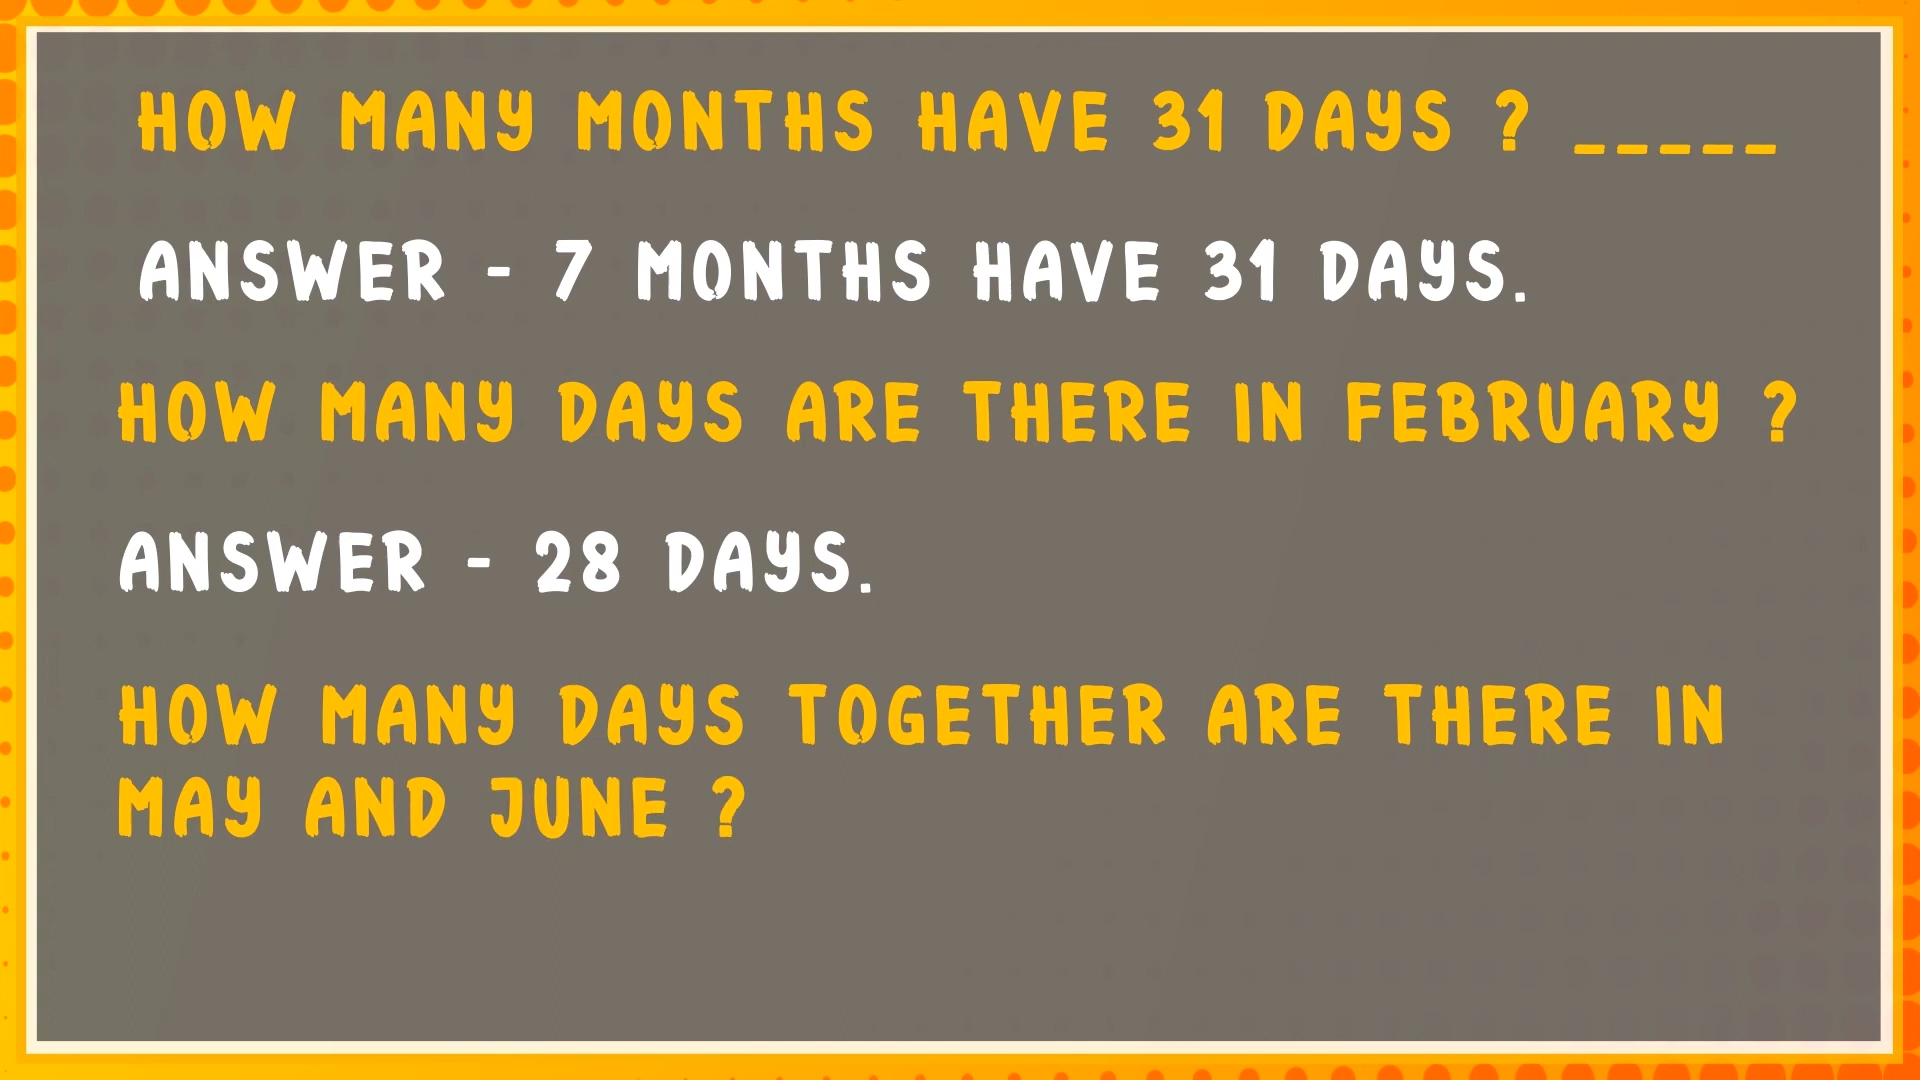 HOW MANY MONTHS HAVE 31 DAYS ? _____
ANSWER - 7 MONTHS HAVE 31 DAYS.
HOW MANY DAYS ARE THERE IN FEBRUARY ?
ANSWER - 28 DAYS.
HOW MANY DAYS TOGETHER ARE THERE IN
MAY AND JUNE ?